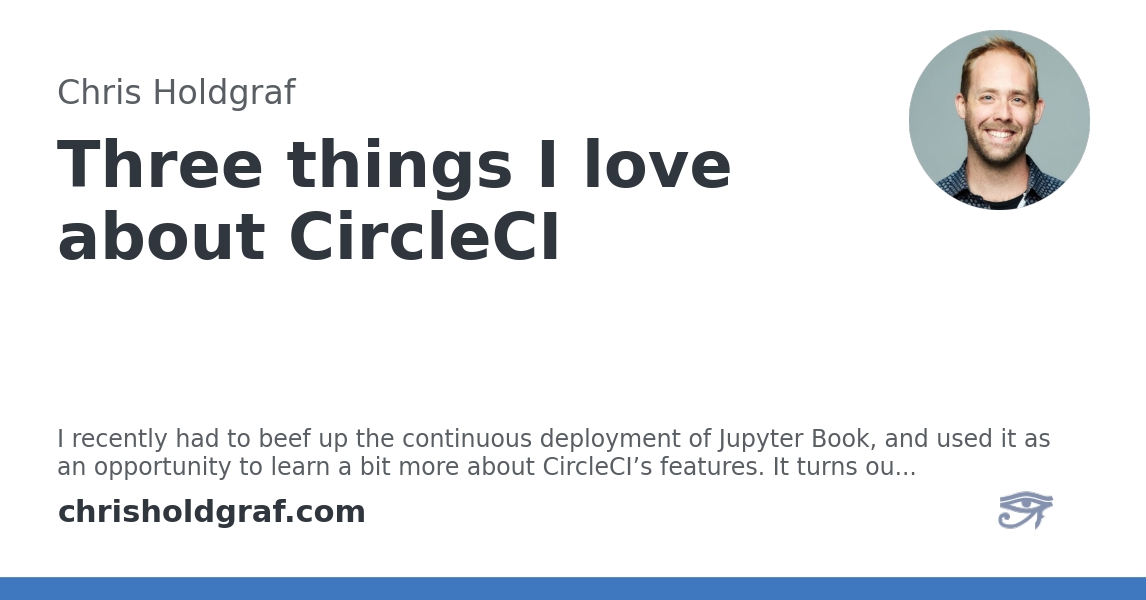 Chris Holdgraf
Three things I love
about CircleCI
I recently had to beef up the continuous deployment of Jupyter Book, and used it as
an opportunity to learn a bit more about CircleCI’s features. It turns ou...
chrisholdgraf.com